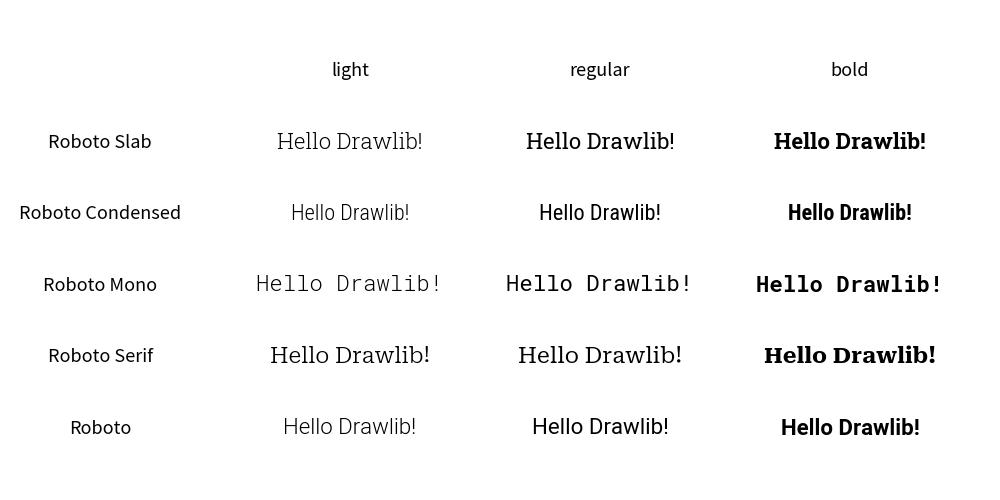 light regular bold
Roboto Slab Hello Drawlib! Hello Drawlib! Hello Drawlib!
Roboto Condensed Hello Drawlib! Hello Drawlib! Hello Drawlib!
Roboto Mono Hello Drawlib! Hello Drawlib! Hello Drawlib!
Roboto Serif Hello Drawlib! Hello Drawlib! Hello Drawlib!
Roboto Hello Drawlib! Hello Drawlib! Hello Drawlib!